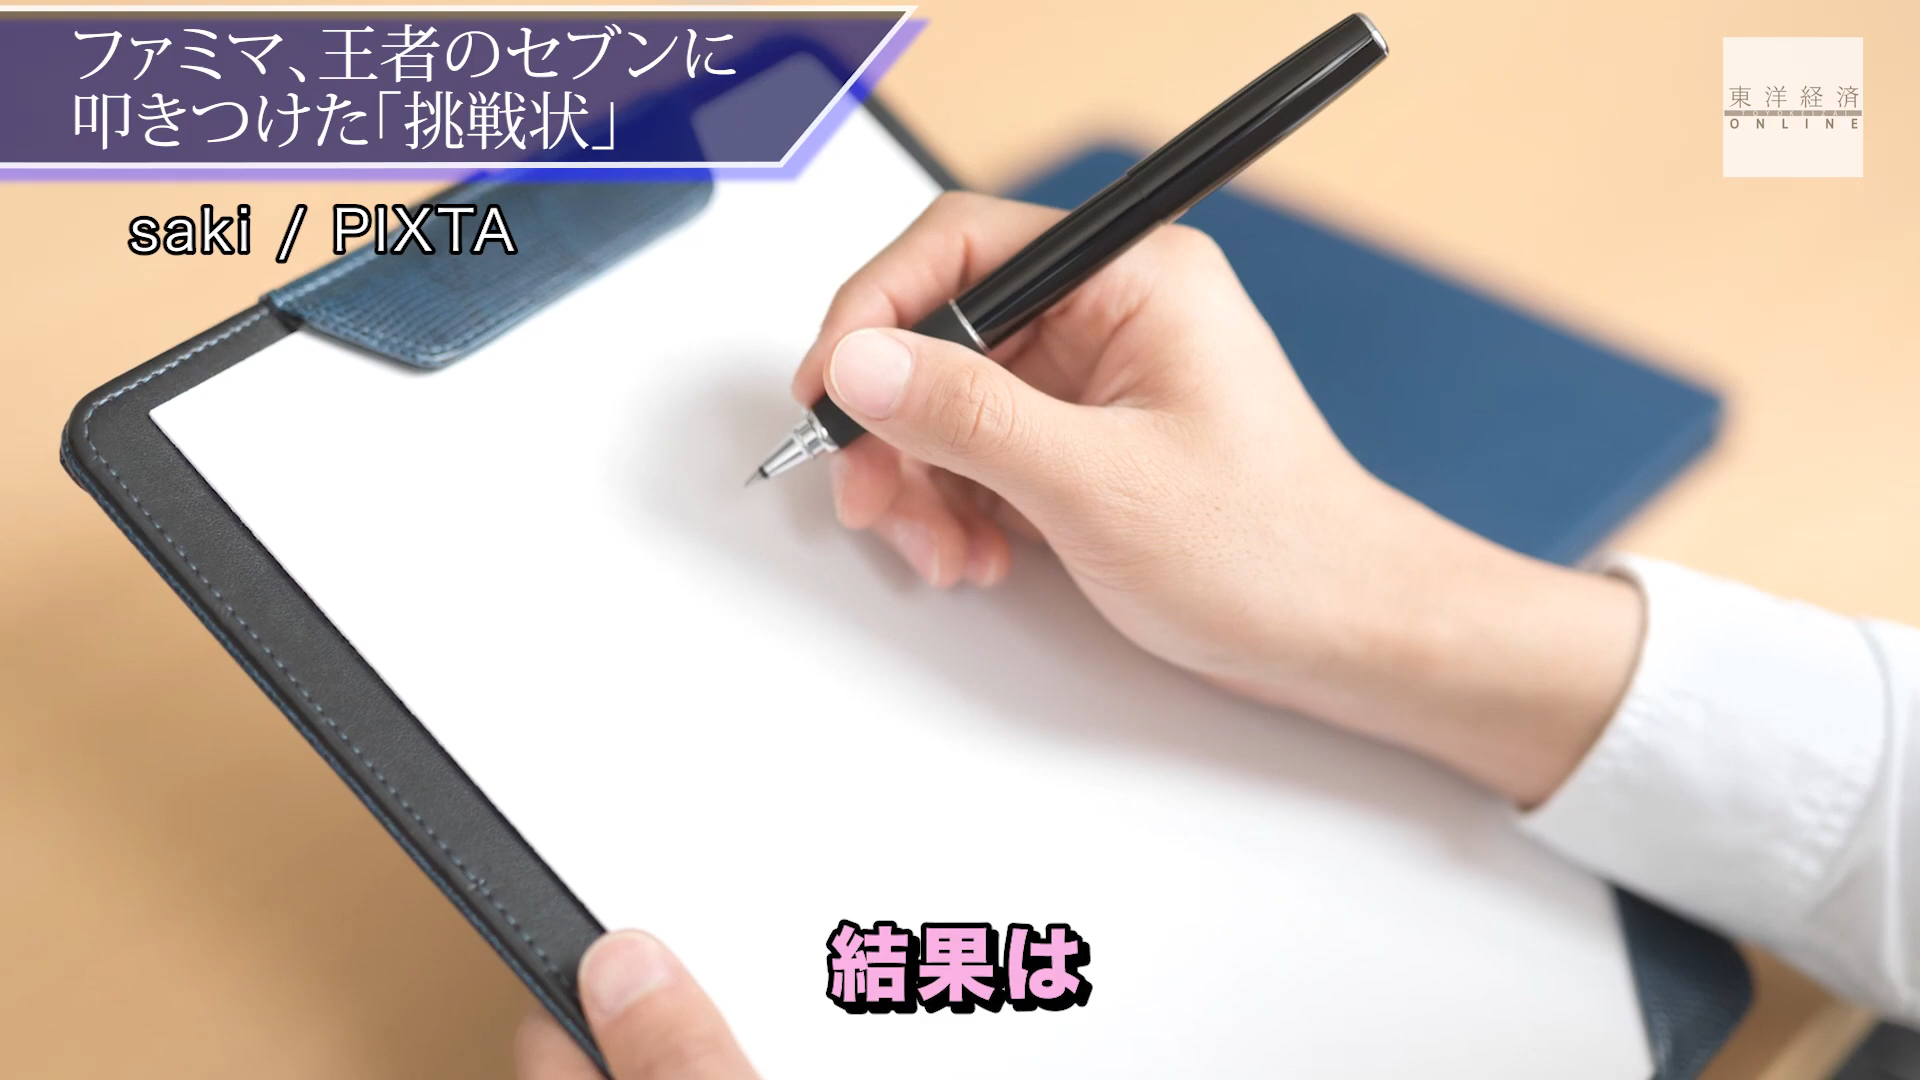 ファミマ、王者のセブンに
叩きつけた「挑戦状」
東洋経済
TOYOKEIZAI
ONLINE
saki / PIXTA
結果は